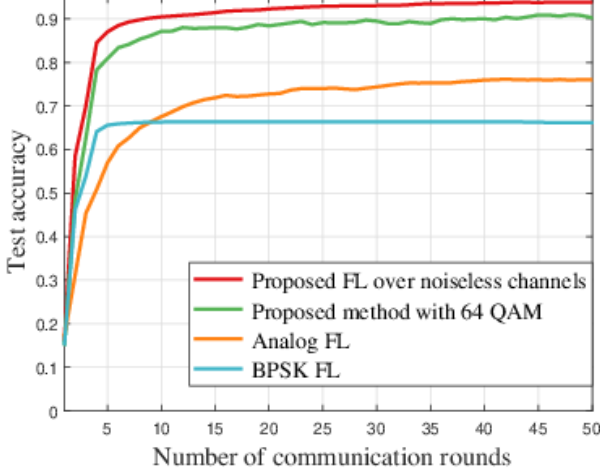 0.9
0.8
0.7
0.6
0.5
0.4
0.3
0.2
0.1
0
Test accuracy
Proposed FL over noiseless channels
Proposed method with 64 QAM
Analog FL
BPSK FL
5 10 15 20 25 30 35 40 45 50
Number of communication rounds